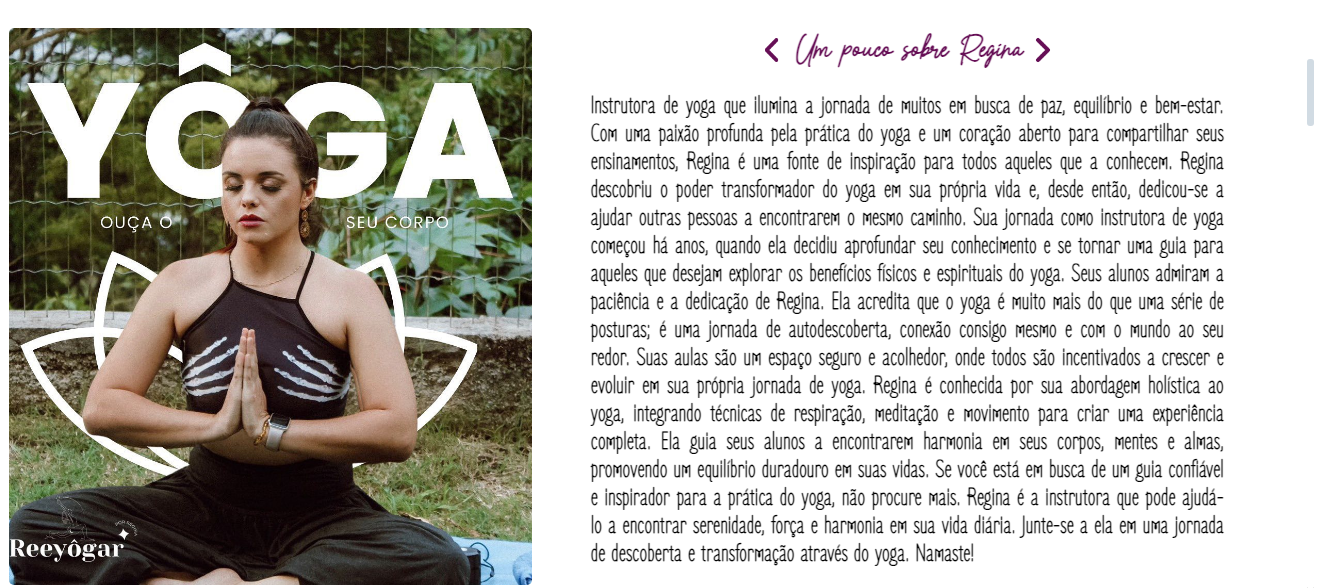 YÔGA
OUÇA O SEU CORPO
Reeyôgar
Um pouco sobre Regina
Instrutora de yoga que ilumina a jornada de muitos em busca de paz, equilíbrio e bem-estar.
Com uma paixão profunda pela prática do yoga e um coração aberto para compartilhar seus
ensinamentos, Regina é uma fonte de inspiração para todos aqueles que a conhecem. Regina
descobriu o poder transformador do yoga em sua própria vida e, desde então, dedicou-se a
ajudar outras pessoas a encontrarem o mesmo caminho. Sua jornada como instrutora de yoga
começou há anos, quando ela decidiu aprofundar seu conhecimento e se tornar uma guia para
aqueles que desejam explorar os benefícios físicos e espirituais do yoga. Seus alunos admiram a
paciência e a dedicação de Regina. Ela acredita que o yoga é muito mais do que uma série de
posturas; é uma jornada de autodescoberta, conexão consigo mesmo e com o mundo ao seu
redor. Suas aulas são um espaço seguro e acolhedor, onde todos são incentivados a crescer e
evoluir em sua própria jornada de yoga. Regina é conhecida por sua abordagem holística ao
yoga, integrando técnicas de respiração, meditação e movimento para criar uma experiência
completa. Ela guia seus alunos a encontrarem harmonia em seus corpos, mentes e almas,
promovendo um equilíbrio duradouro em suas vidas. Se você está em busca de um guia confiável
e inspirador para a prática do yoga, não procure mais. Regina é a instrutora que pode ajudá-
lo a encontrar serenidade, força e harmonia em sua vida diária. Junte-se a ela em uma jornada
de descoberta e transformação através do yoga. Namaste!